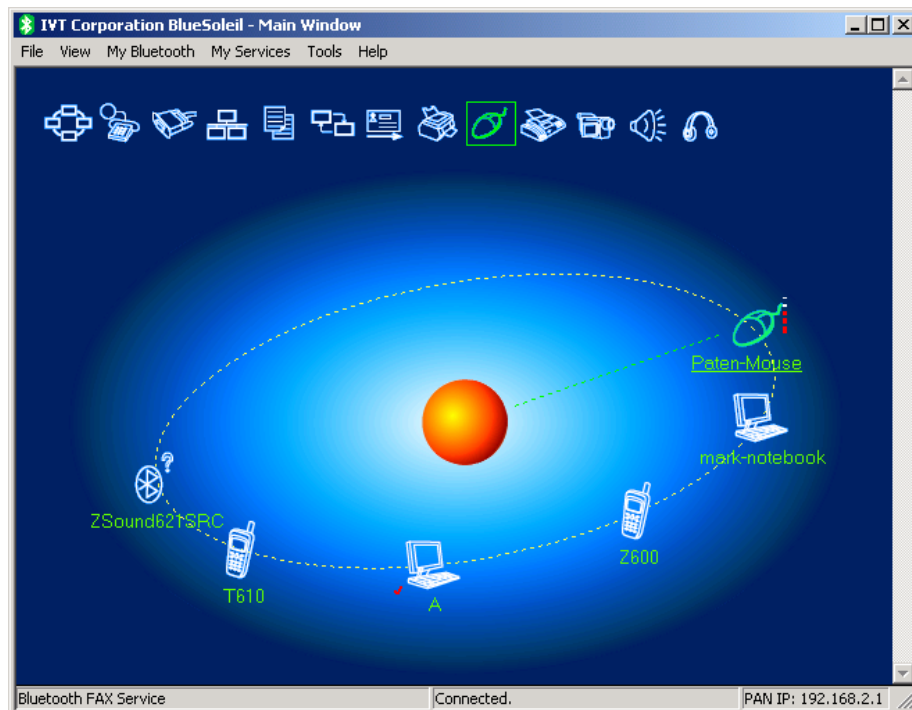 IVT Corporation BlueSoleil - Main Window
File View My Bluetooth My Services Tools Help
Paten-Mouse
mark-notebook
ZSound621SRC
Z600
T610
A
Bluetooth FAX Service Connected. PAN IP: 192.168.2.1